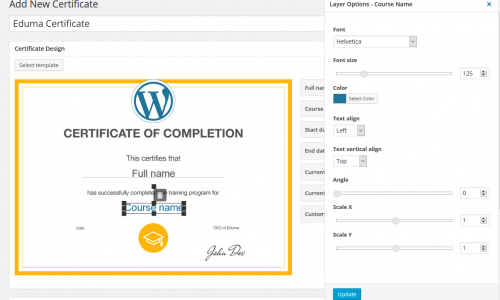 Add New Certificate
Eduma Certificate
Certificate Design
Select template
W
CERTIFICATE OF COMPLETION
This certifies that
Full name
has successfully completed the training program for
Course name
Date
CEO of Eduma
John Doe
Full nam
Course
Start dat
End dat
Current
Current
Custom
Layer Options - Course Name
×
Font
Helvetica
Font size
125
Color
Select Color
Text align
Left
Text vertical align
Top
Angle
0
Scale X
1
Scale Y
1
Update